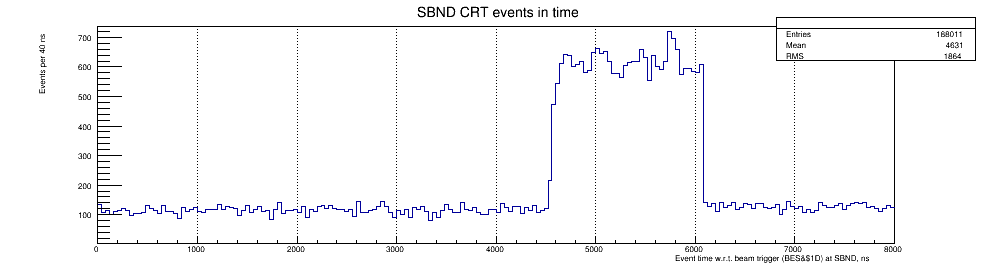 SBND CRT events in time
Entries 168011
Mean 4631
RMS 1864
Events per 40 ns
700
600
500
400
300
200
100
0 1000 2000 3000 4000 5000 6000 7000 8000
Event time w.r.t. beam trigger (BES&$1D) at SBND, ns